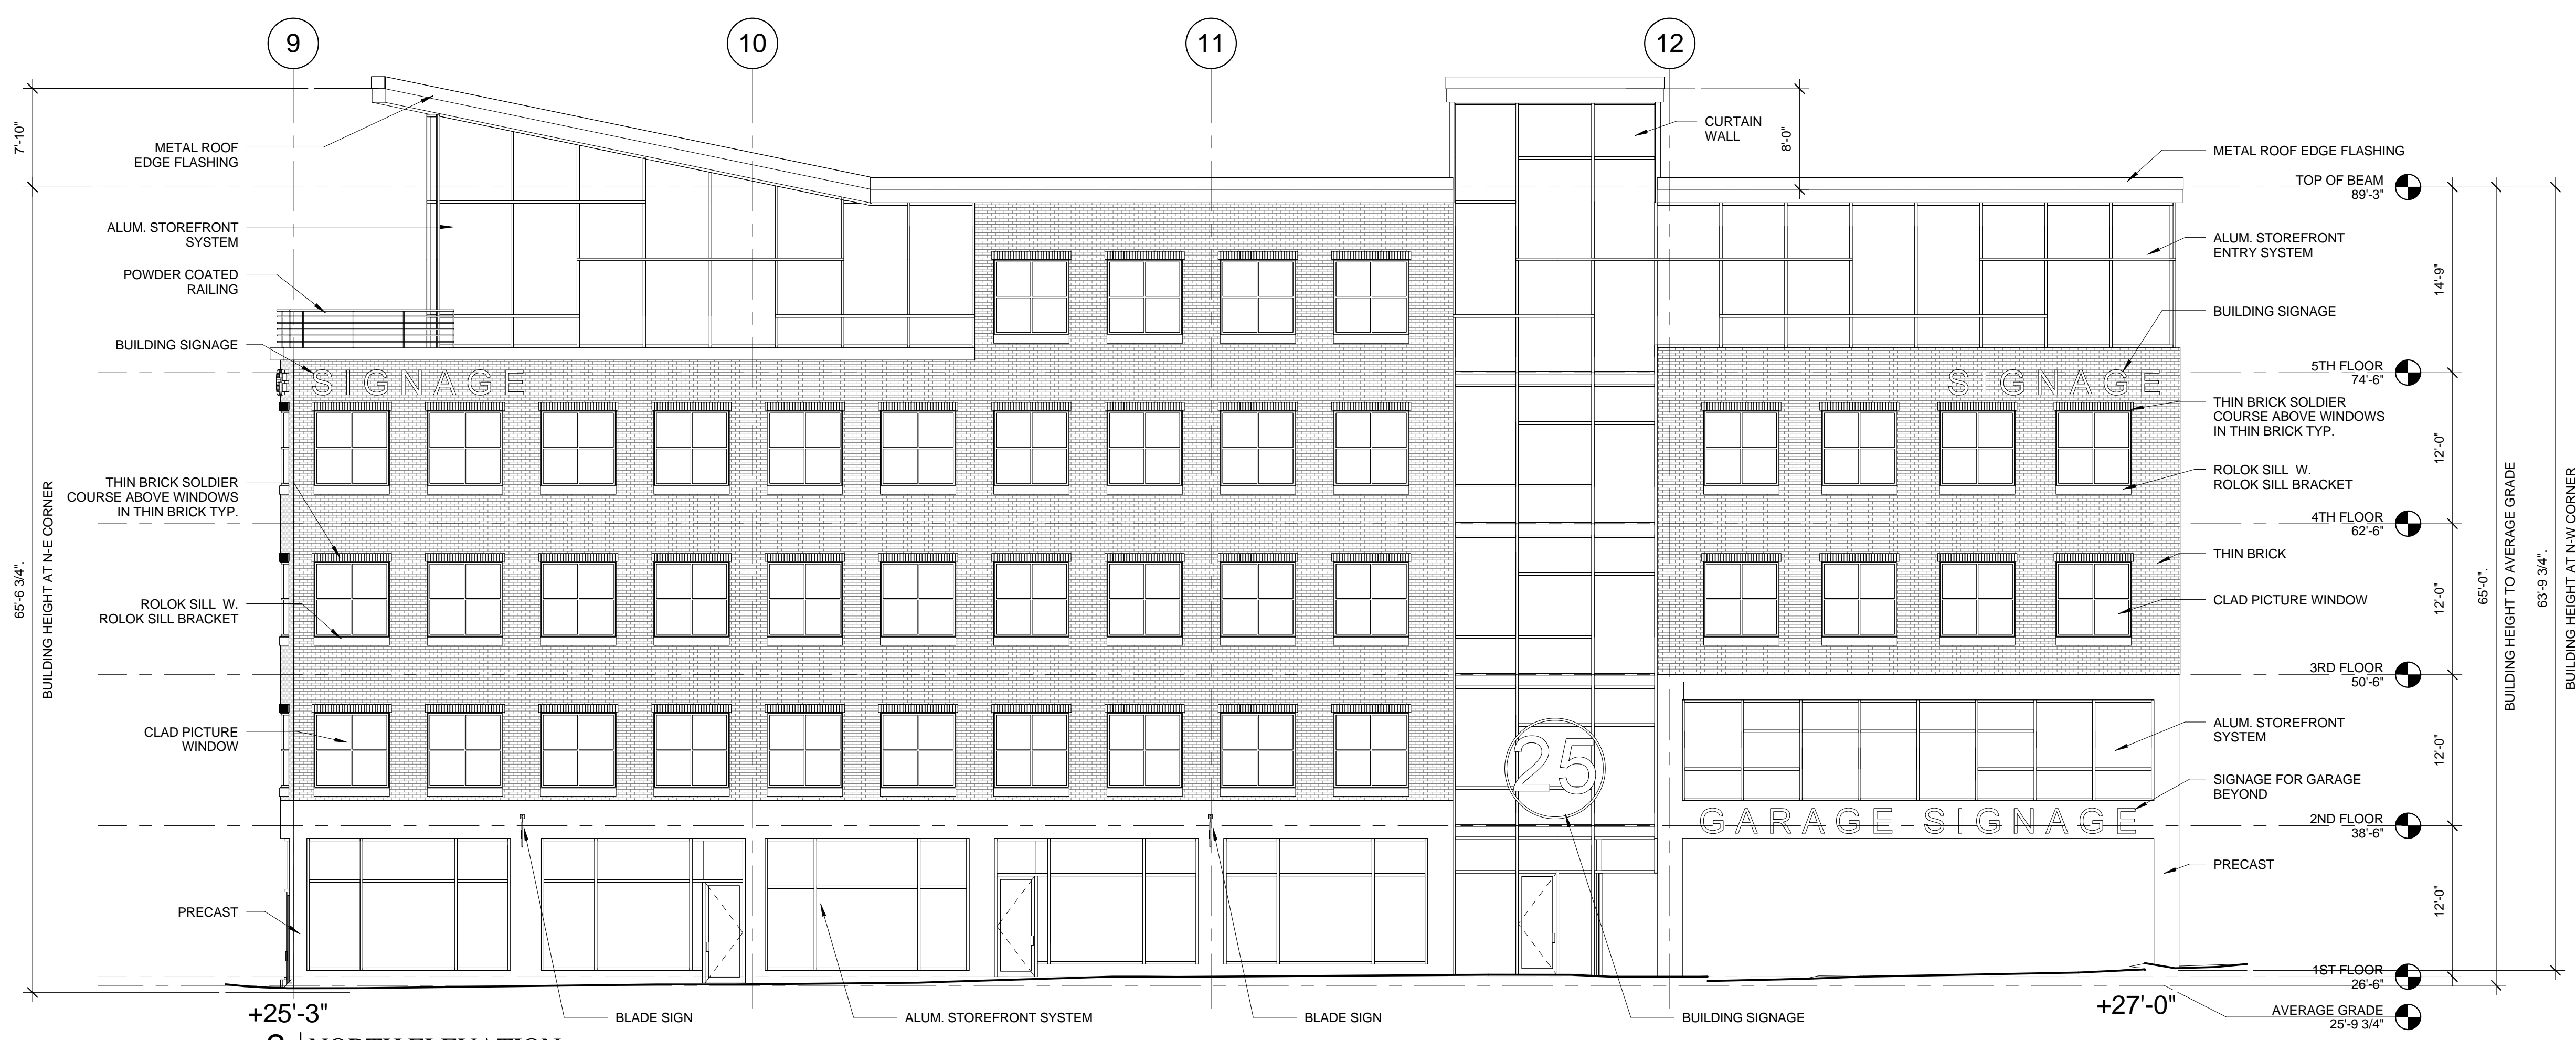 9
10
11
12
7'-10"
METAL ROOF
EDGE FLASHING
ALUM. STOREFRONT
SYSTEM
POWDER COATED
RAILING
BUILDING SIGNAGE
THIN BRICK SOLDIER
COURSE ABOVE WINDOWS
IN THIN BRICK TYP.
ROLOK SILL W.
ROLOK SILL BRACKET
CLAD PICTURE
WINDOW
PRECAST
65'-6 3/4".
BUILDING HEIGHT AT N-E CORNER
SIGNAGE
CURTAIN
WALL
8'-0"
SIGNAGE
25
GARAGE SIGNAGE
METAL ROOF EDGE FLASHING
TOP OF BEAM
89'-3"
ALUM. STOREFRONT
ENTRY SYSTEM
BUILDING SIGNAGE
5TH FLOOR
74'-6"
THIN BRICK SOLDIER
COURSE ABOVE WINDOWS
IN THIN BRICK TYP.
ROLOK SILL W.
ROLOK SILL BRACKET
4TH FLOOR
62'-6"
THIN BRICK
CLAD PICTURE WINDOW
3RD FLOOR
50'-6"
ALUM. STOREFRONT
SYSTEM
SIGNAGE FOR GARAGE
BEYOND
2ND FLOOR
38'-6"
PRECAST
1ST FLOOR
26'-6"
AVERAGE GRADE
25'-9 3/4"
14'-9"
12'-0"
12'-0"
12'-0"
12'-0"
65'-0".
BUILDING HEIGHT TO AVERAGE GRADE
63'-9 3/4".
BUILDING HEIGHT AT N-W CORNER
+25'-3"
BLADE SIGN
ALUM. STOREFRONT SYSTEM
BLADE SIGN
BUILDING SIGNAGE
+27'-0"
NORTH ELEVATION